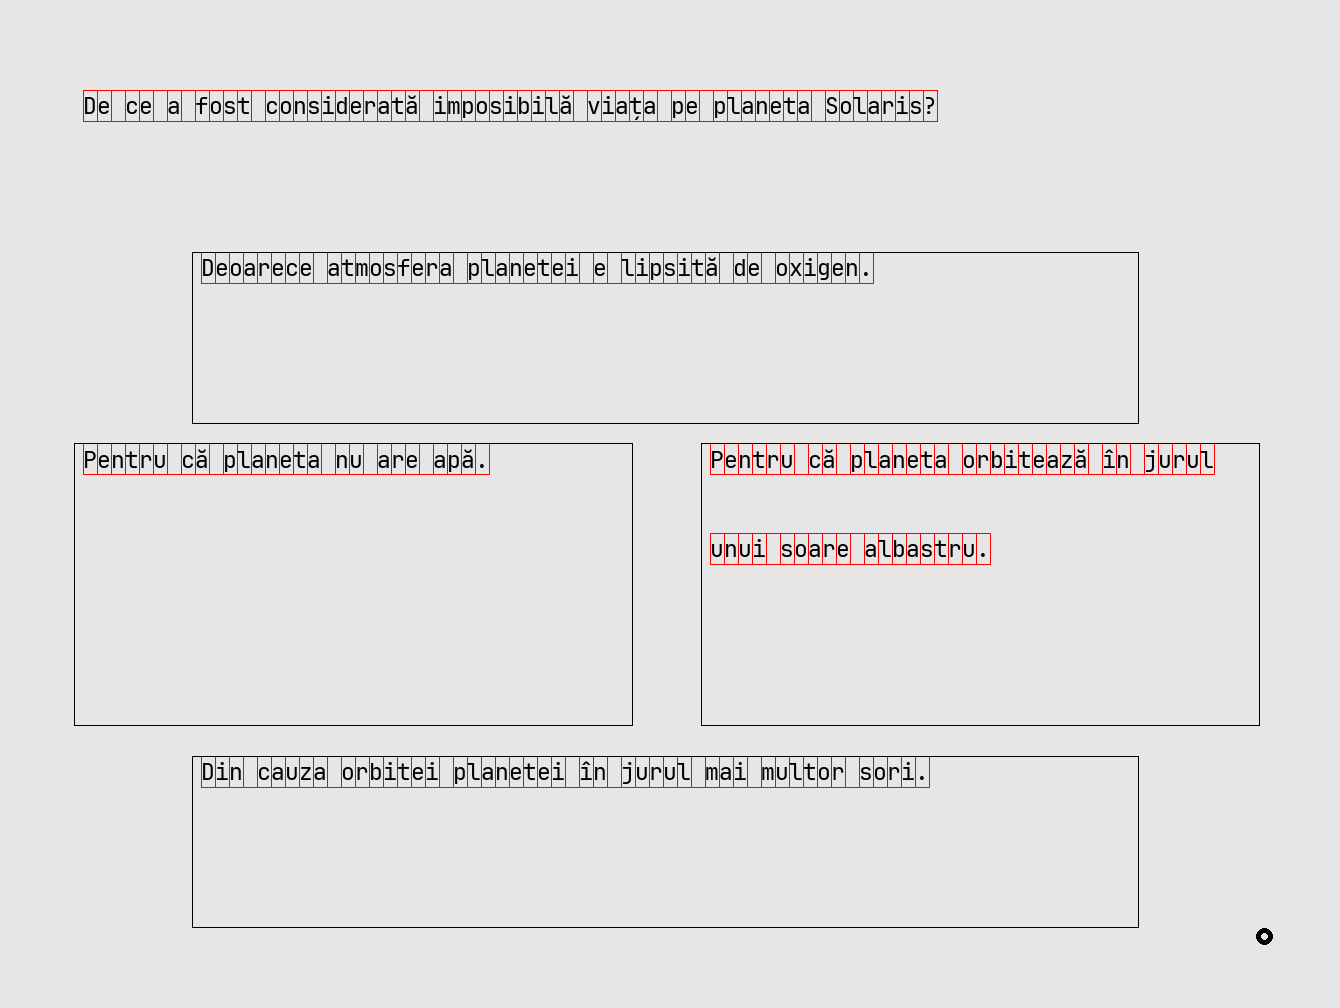 De ce a fost considerată imposibilă viața pe planeta Solaris?
Deoarece atmosfera planetei e lipsită de oxigen.
Pentru că planeta nu are apă.
Pentru că planeta orbitează în jurul
unui soare albastru.
Din cauza orbitei planetei în jurul mai multor sori.